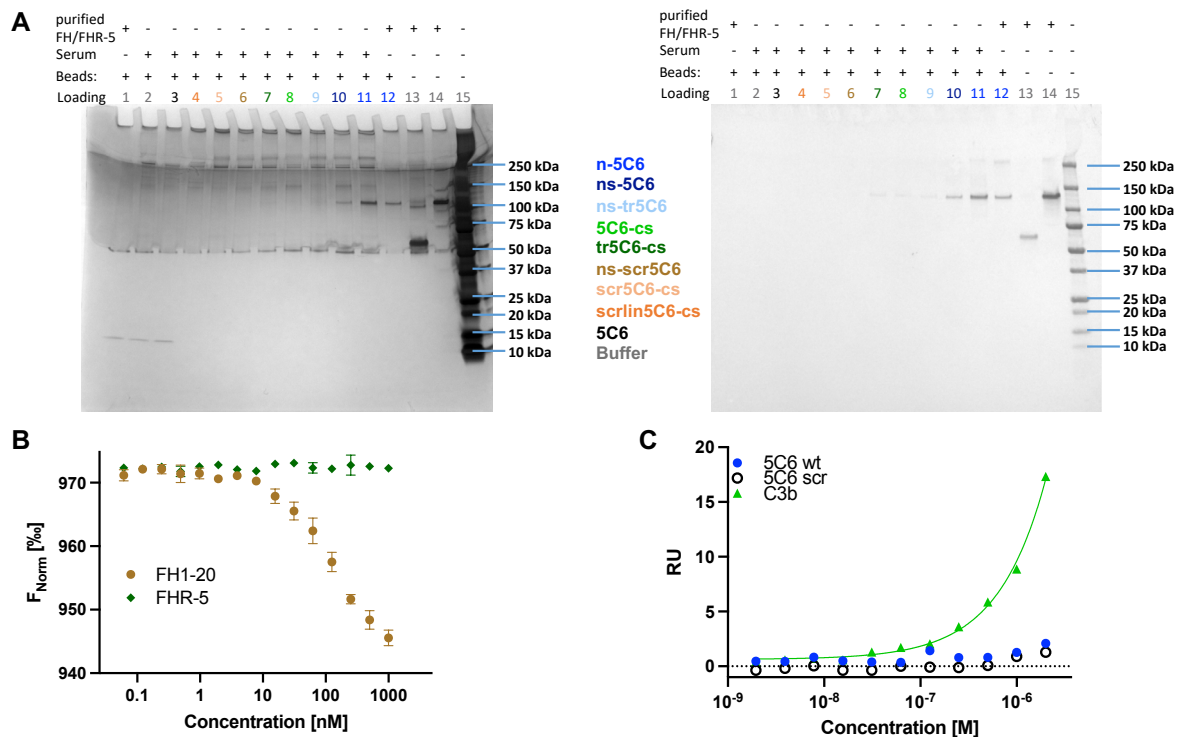 A
purified
FH/FHR-5 + - - - - - - - - - - + + + -
Serum - + + + + + + + + + + - - - -
Beads: + + + + + + + + + + + + - - -
Loading 1 2 3 4 5 6 7 8 9 10 11 12 13 14 15
250 kDa
150 kDa
100 kDa
75 kDa
50 kDa
37 kDa
25 kDa
20 kDa
15 kDa
10 kDa
n-5C6
ns-5C6
ns-tr5C6
5C6-cs
tr5C6-cs
ns-scr5C6
scr5C6-cs
scrlin5C6-cs
5C6
Buffer
purified
FH/FHR-5 + - - - - - - - - - - + + + -
Serum - + + + + + + + + + + - - - -
Beads: + + + + + + + + + + + + - - -
Loading 1 2 3 4 5 6 7 8 9 10 11 12 13 14 15
250 kDa
150 kDa
100 kDa
75 kDa
50 kDa
37 kDa
25 kDa
20 kDa
15 kDa
10 kDa
B
FNorm [‰]
970
960
950
940
FH1-20
FHR-5
0.1 1 10 100 1000
Concentration [nM]
C
RU
20
15
10
5
0
5C6 wt
5C6 scr
C3b
10-9 10-8 10-7 10-6
Concentration [M]